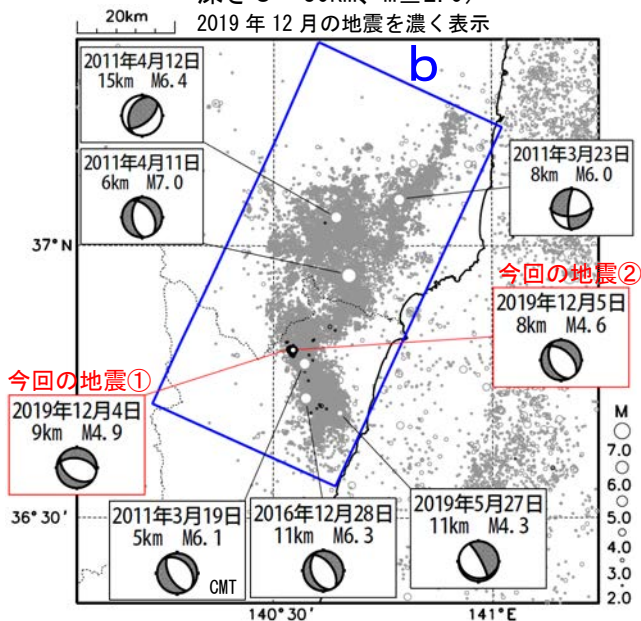 20km
2019 年 12 月の地震を濃く表示
b
2011年4月12日
15km M6.4
2011年4月11日
6km M7.0
2011年3月23日
8km M6.0
37°N
今回の地震②
2019年12月5日
8km M4.6
今回の地震①
2019年12月4日
9km M4.9
2011年3月19日
5km M6.1
CMT
2016年12月28日
11km M6.3
2019年5月27日
11km M4.3
36°30'
M
7.0
6.0
5.0
4.0
3.0
2.0
140°30'
141°E